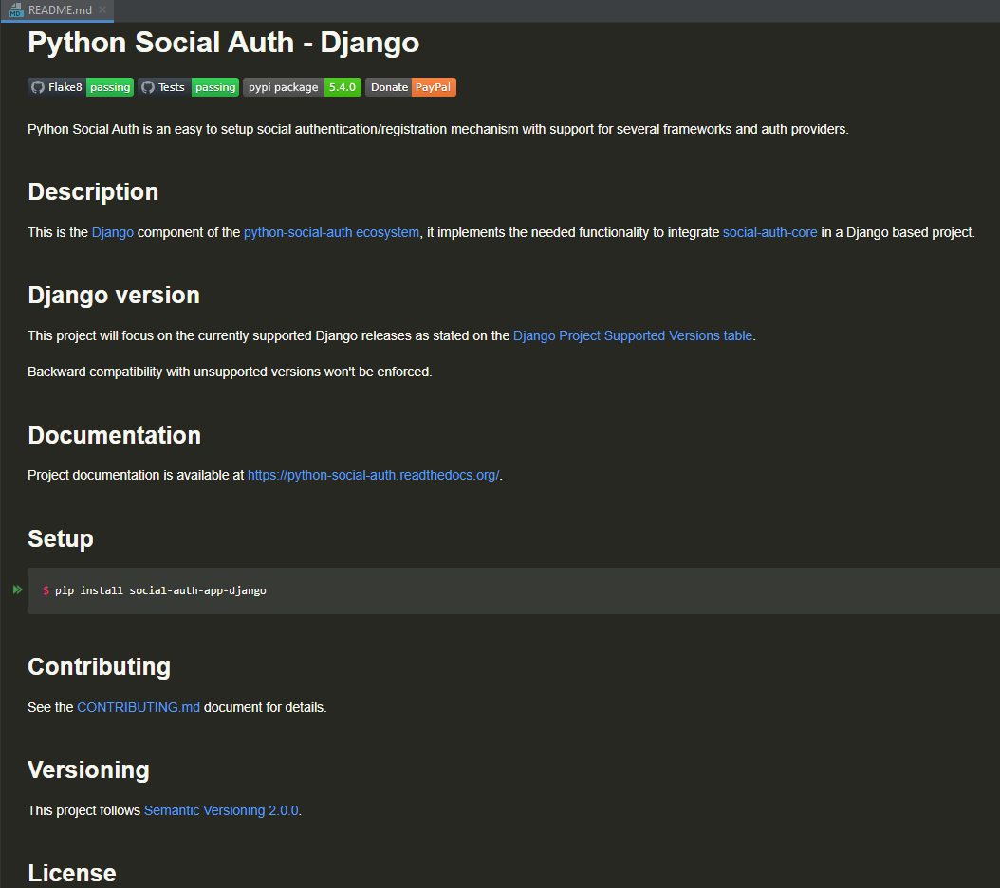 README.md
Python Social Auth - Django
Flake8 passing Tests passing pypi package 5.4.0 Donate PayPal
Python Social Auth is an easy to setup social authentication/registration mechanism with support for several frameworks and auth providers.
Description
This is the Django component of the python-social-auth ecosystem, it implements the needed functionality to integrate social-auth-core in a Django based project.
Django version
This project will focus on the currently supported Django releases as stated on the Django Project Supported Versions table.
Backward compatibility with unsupported versions won't be enforced.
Documentation
Project documentation is available at https://python-social-auth.readthedocs.org/.
Setup
$ pip install social-auth-app-django
Contributing
See the CONTRIBUTING.md document for details.
Versioning
This project follows Semantic Versioning 2.0.0.
License